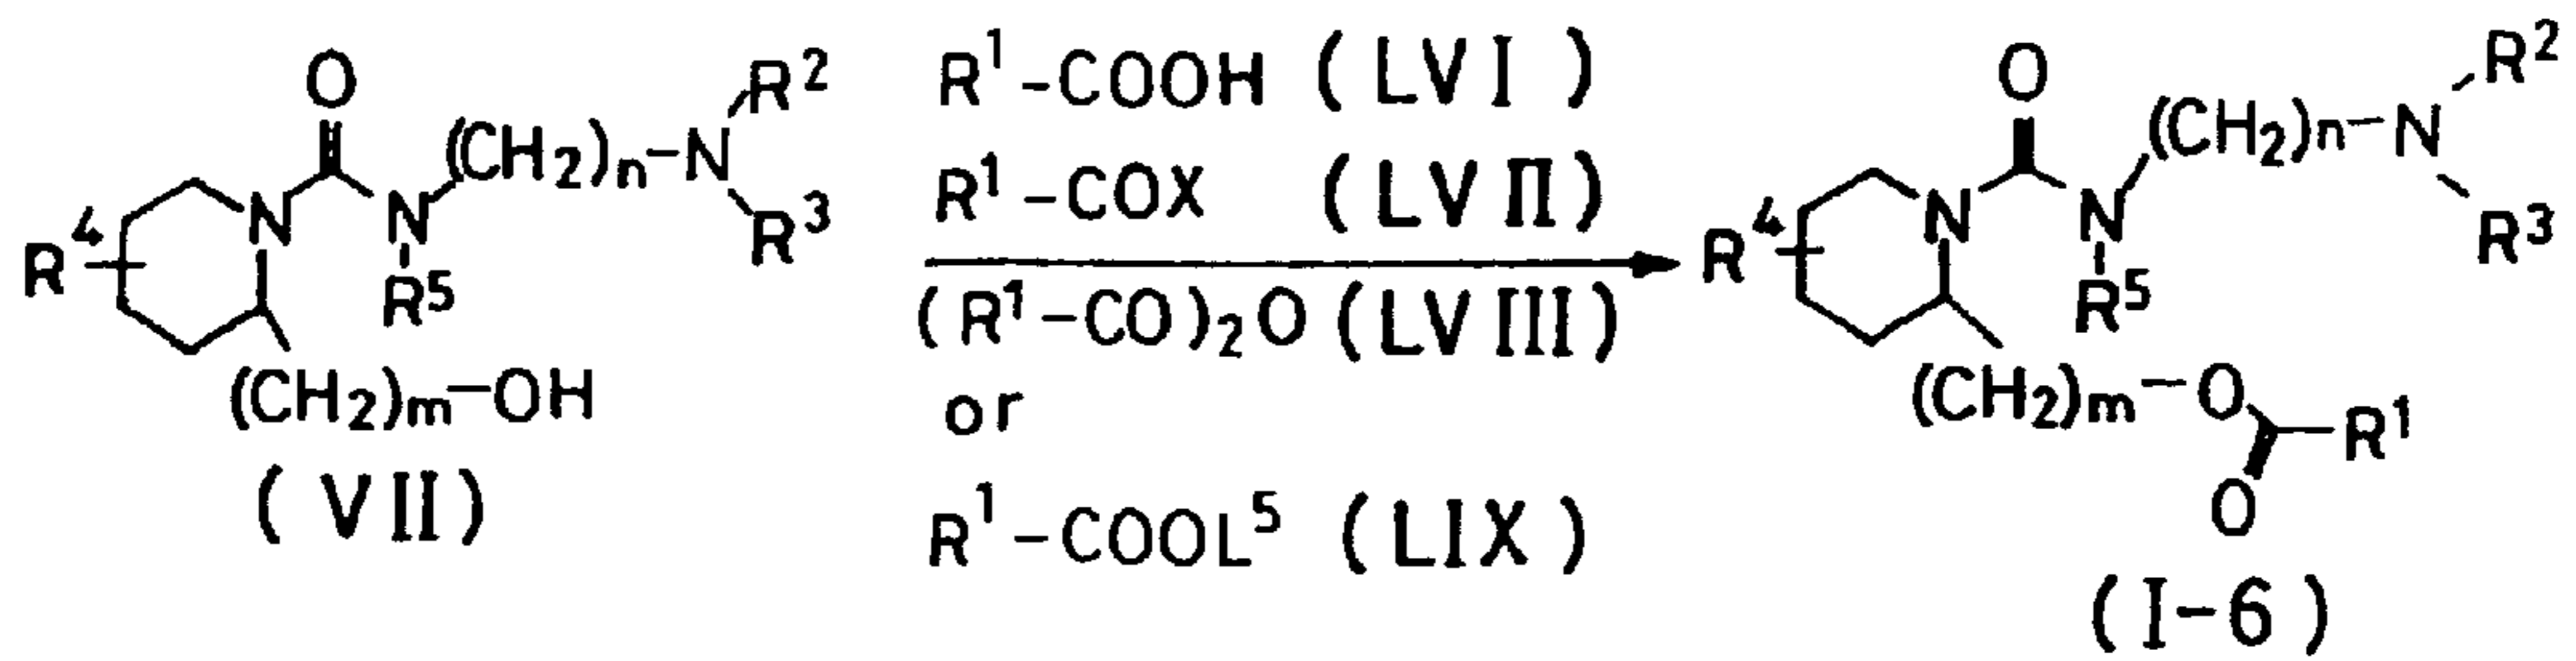 O
(CH₂)n-N
R²
R³
N
N
R⁴
R⁵
(CH₂)m-OH
(VII)
R¹-COOH (LVI)
R¹-COX (LVII)
(R¹-CO)₂O (LVIII)
or
R¹-COOL⁵ (LIX)
O
(CH₂)n-N
R²
R³
N
N
R⁴
R⁵
(CH₂)m-O
R¹
O
(I-6)